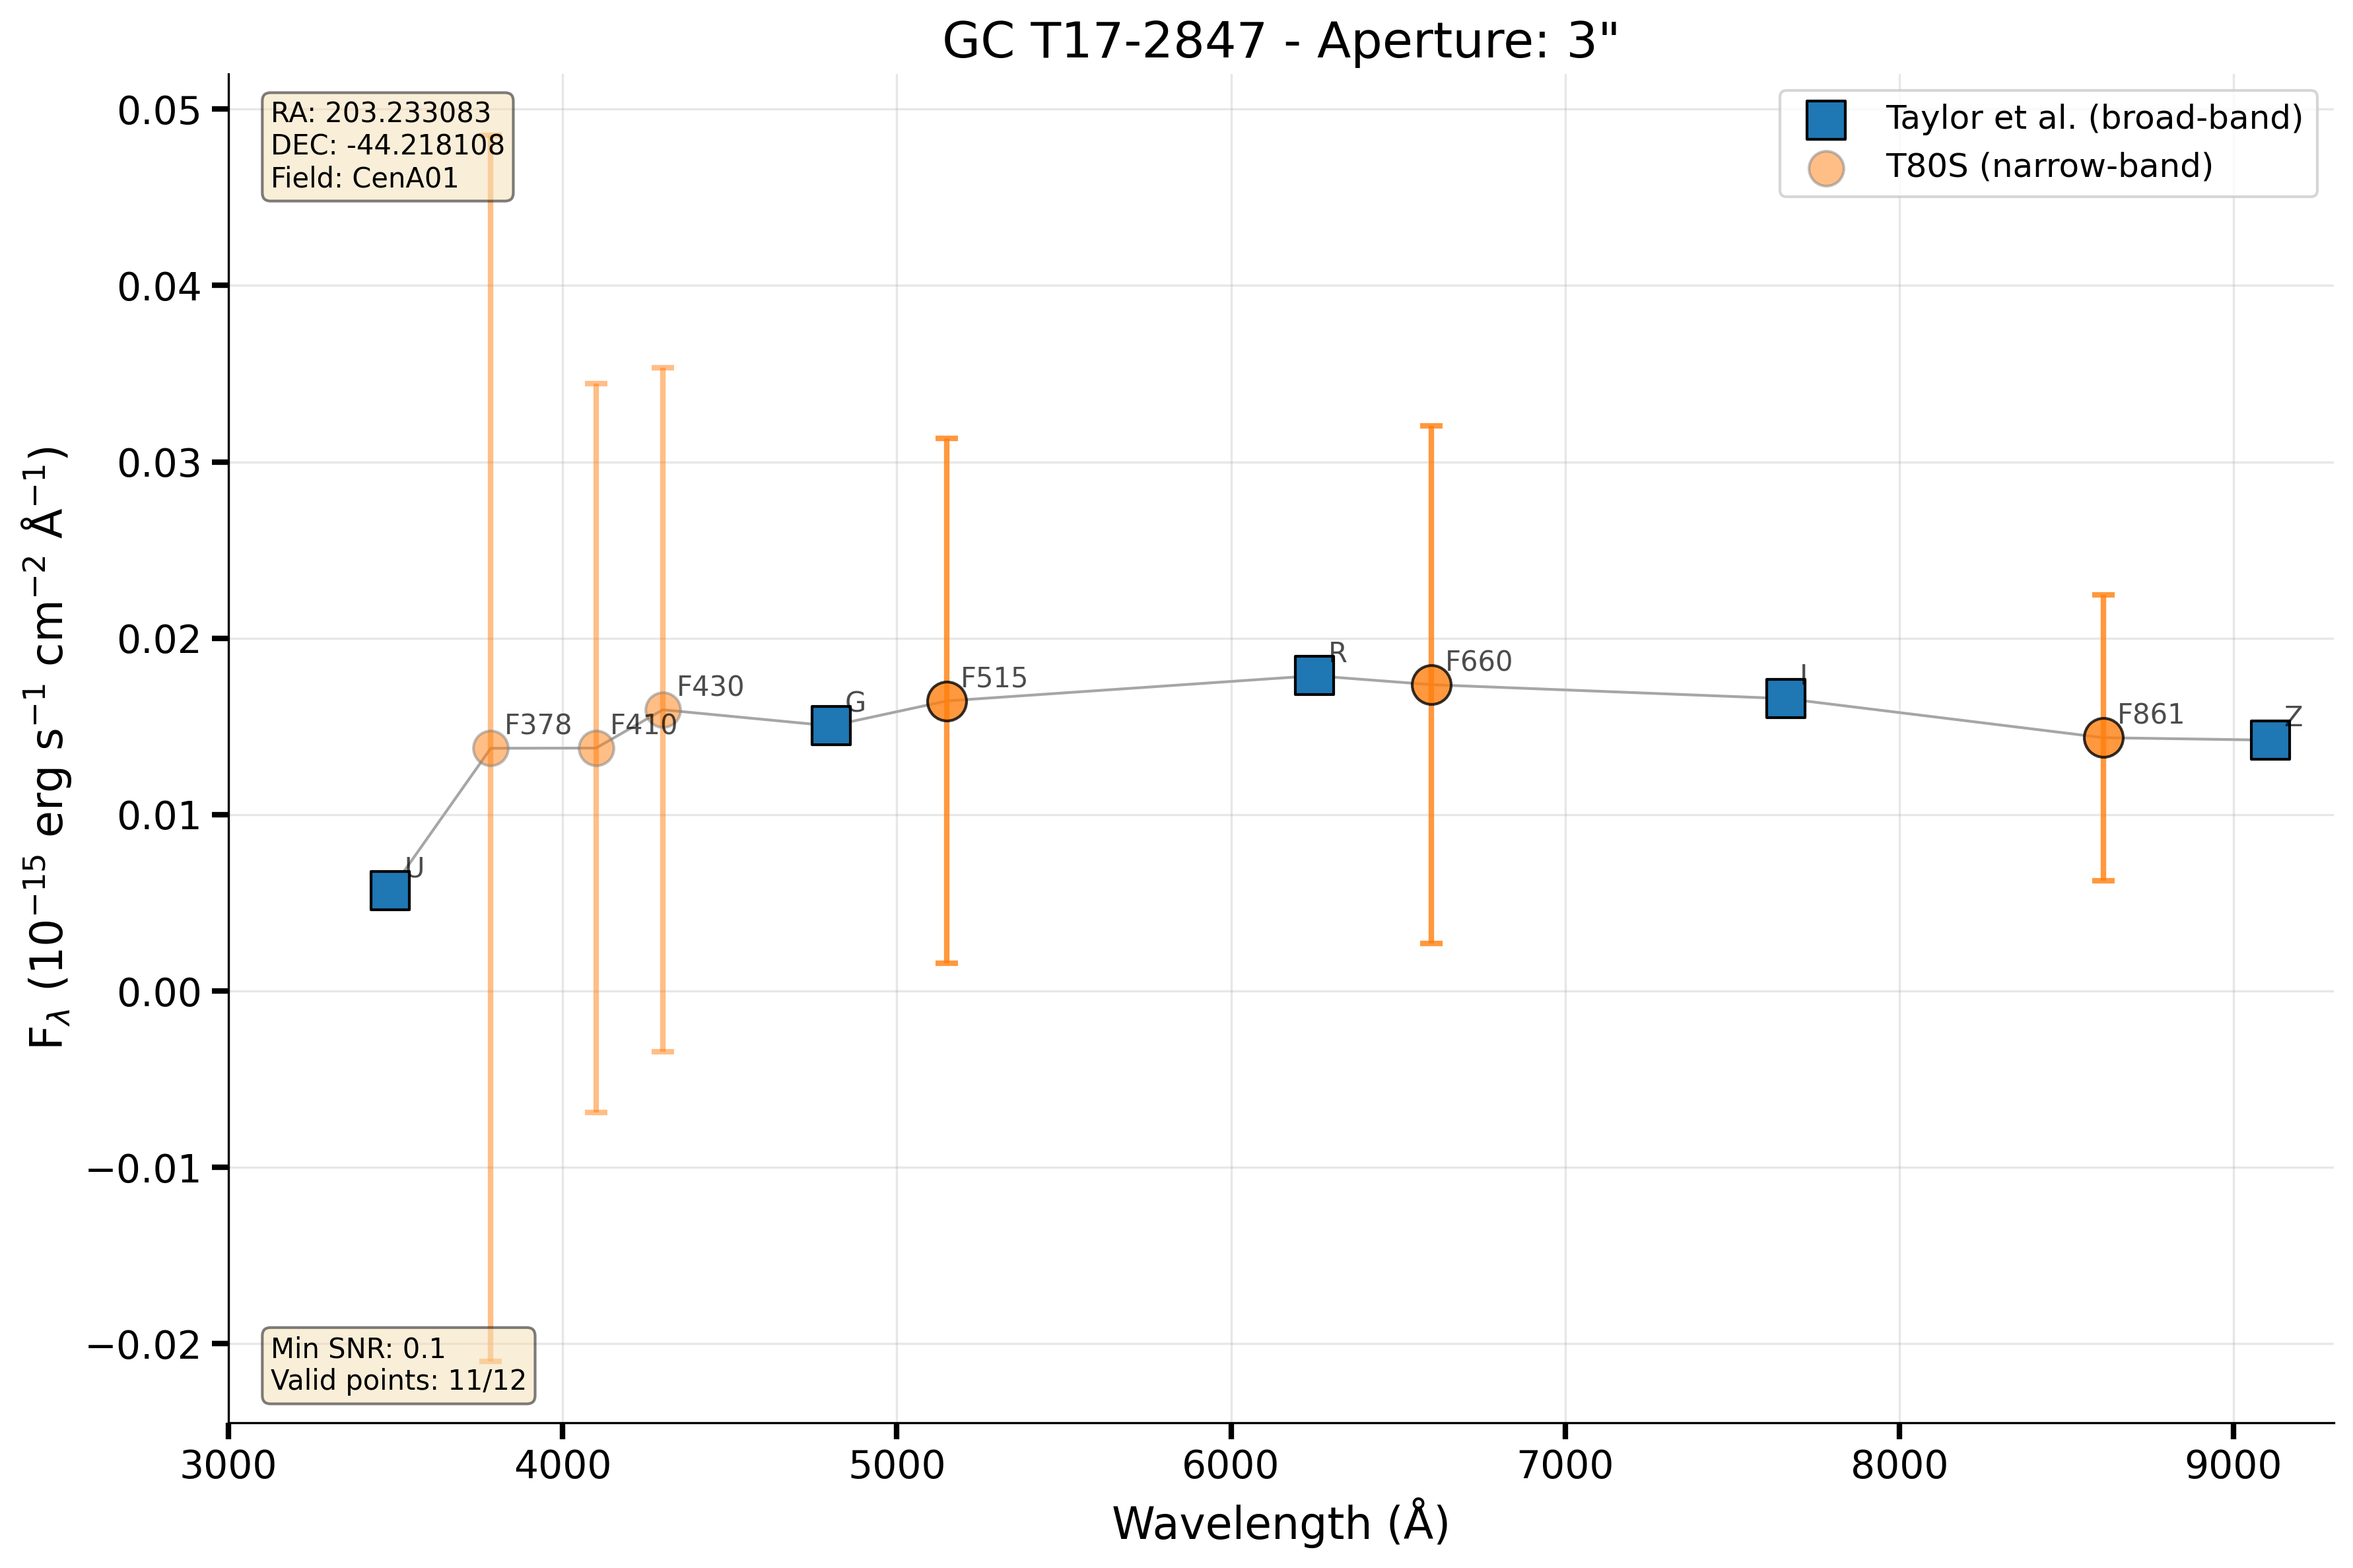 GC T17-2847 - Aperture: 3"
RA: 203.233083
DEC: -44.218108
Field: CenA01
Taylor et al. (broad-band)
T80S (narrow-band)
F_λ (10⁻¹⁵ erg s⁻¹ cm⁻² Å⁻¹)
0.05
0.04
0.03
0.02
0.01
0.00
−0.01
−0.02
U
F378
F410
F430
G
F515
R
F660
I
F861
Z
Min SNR: 0.1
Valid points: 11/12
3000
4000
5000
6000
7000
8000
9000
Wavelength (Å)